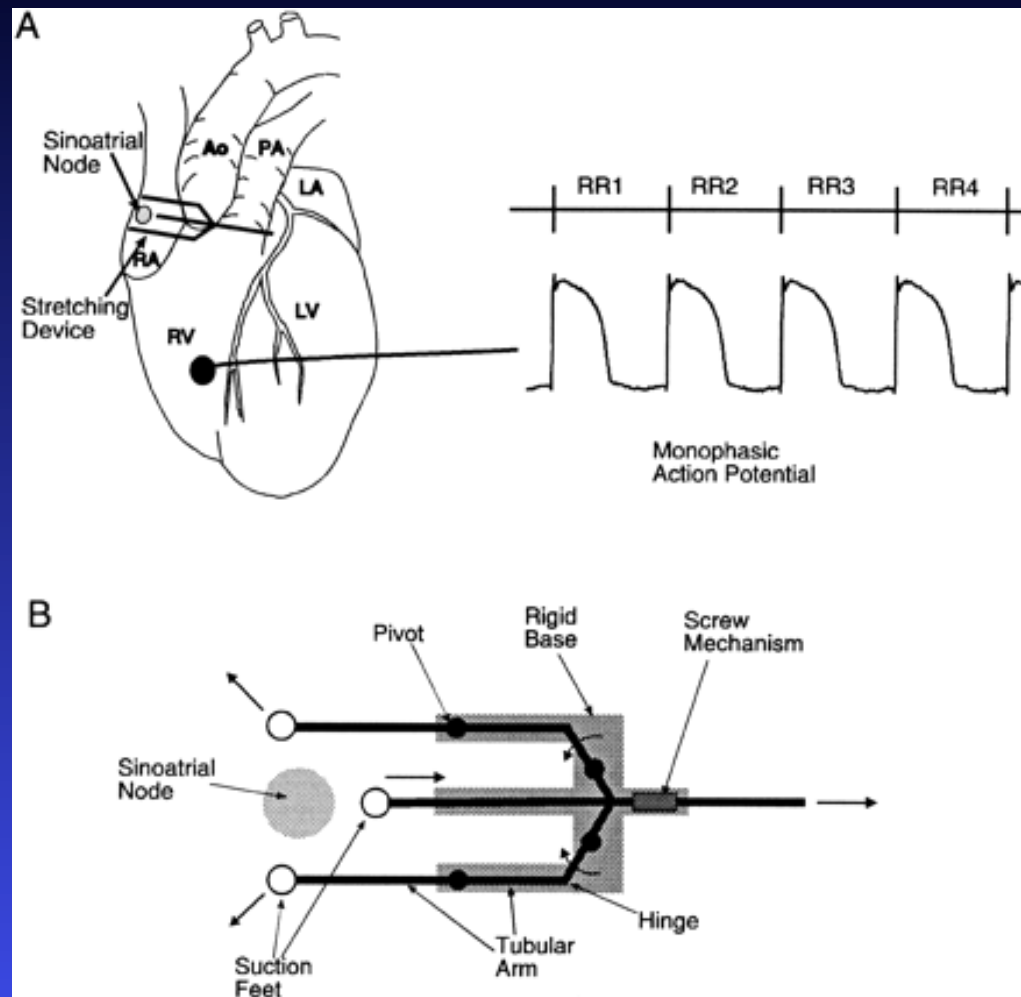 A
Sinoatrial
Node
Ao
PA
LA
RA
Stretching
Device
RV
LV
RR1 RR2 RR3 RR4
Monophasic
Action Potential
B
Pivot
Rigid
Base
Screw
Mechanism
Sinoatrial
Node
Suction
Feet
Tubular
Arm
Hinge